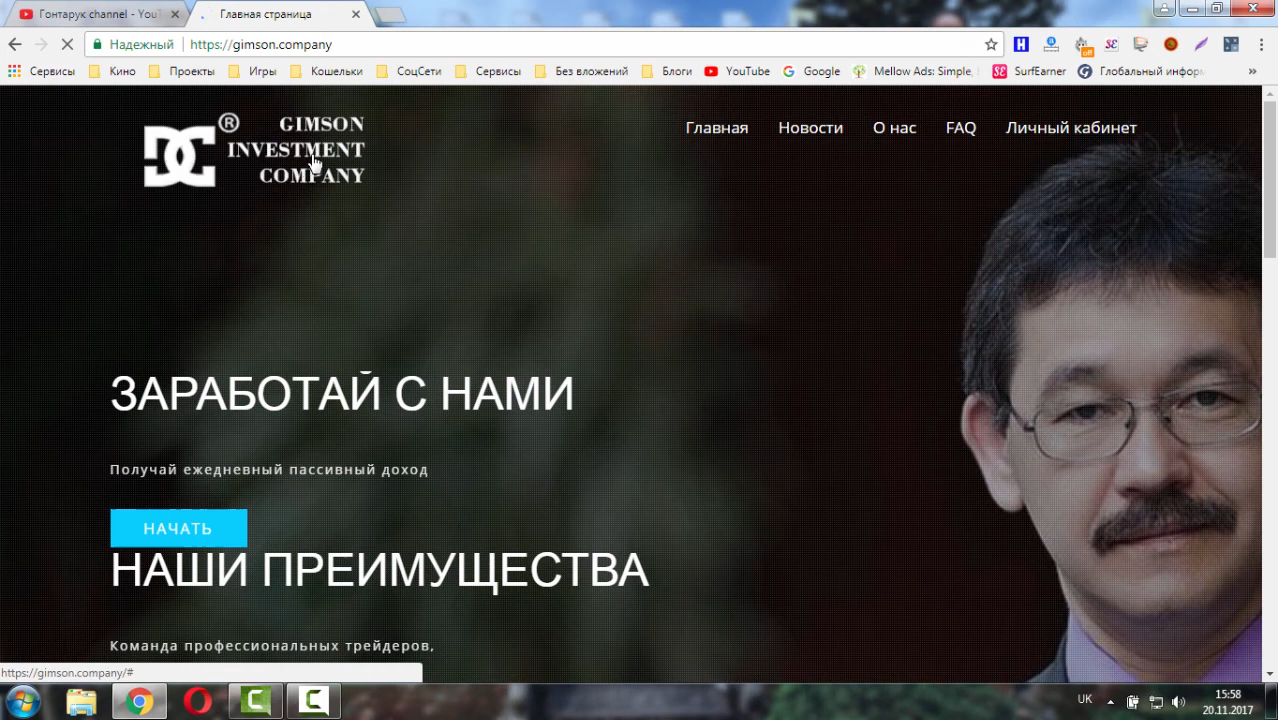 Гонтарук channel - YouT
Главная страница
Надежный
https://gimson.company
Сервисы
Кино
Проекты
Игры
Кошельки
СоцСети
Сервисы
Без вложений
Блоги
YouTube
Google
Mellow Ads: Simple,
SurfEarner
Глобальный инфор
»
GIMSON
INVESTMENT
COMPANY
®
Главная
Новости
О нас
FAQ
Личный кабинет
ЗАРАБОТАЙ С НАМИ
Получай ежедневный пассивный доход
НАЧАТЬ
НАШИ ПРЕИМУЩЕСТВА
Команда профессиональных трейдеров,
https://gimson.company/#
UK
15:58
20.11.2017